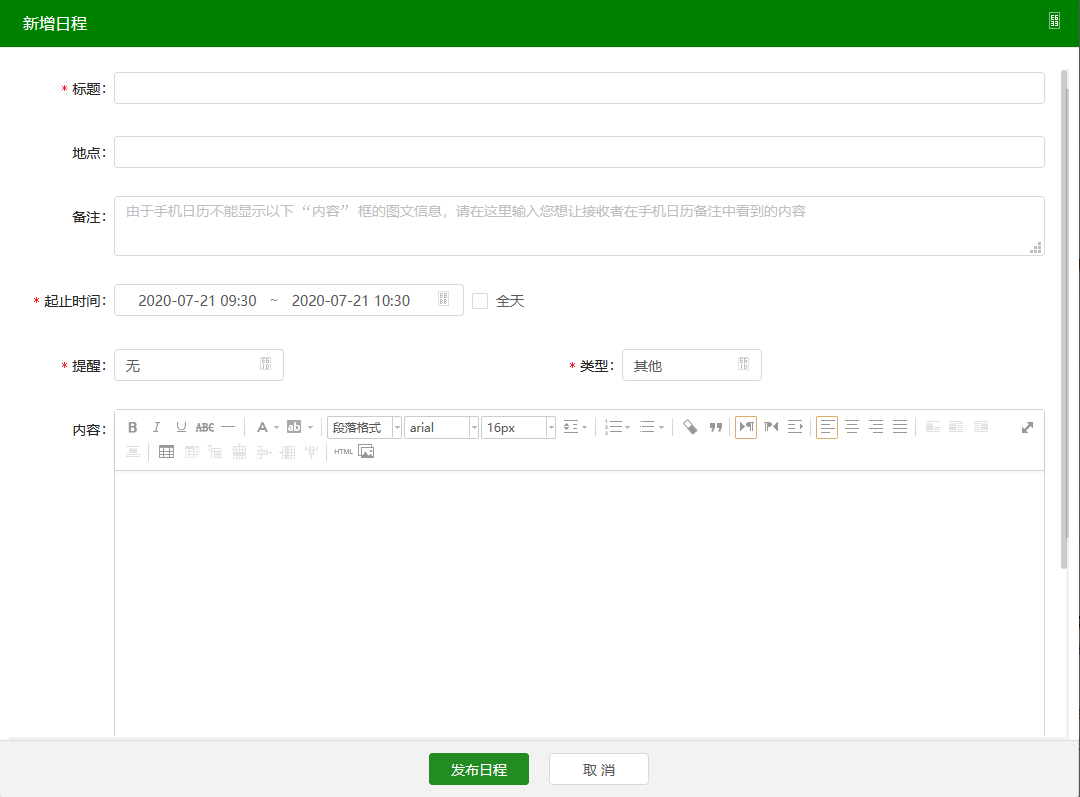 新增日程
* 标题：
地点：
备注： 由于手机日历不能显示以下“内容”框的图文信息，请在这里输入您想让接收者在手机日历备注中看到的内容
* 起止时间： 2020-07-21 09:30 ~ 2020-07-21 10:30 全天
* 提醒： 无 * 类型： 其他
内容： B I U ABC A ab 段落格式 arial 16px
HTML
发布日程 取 消